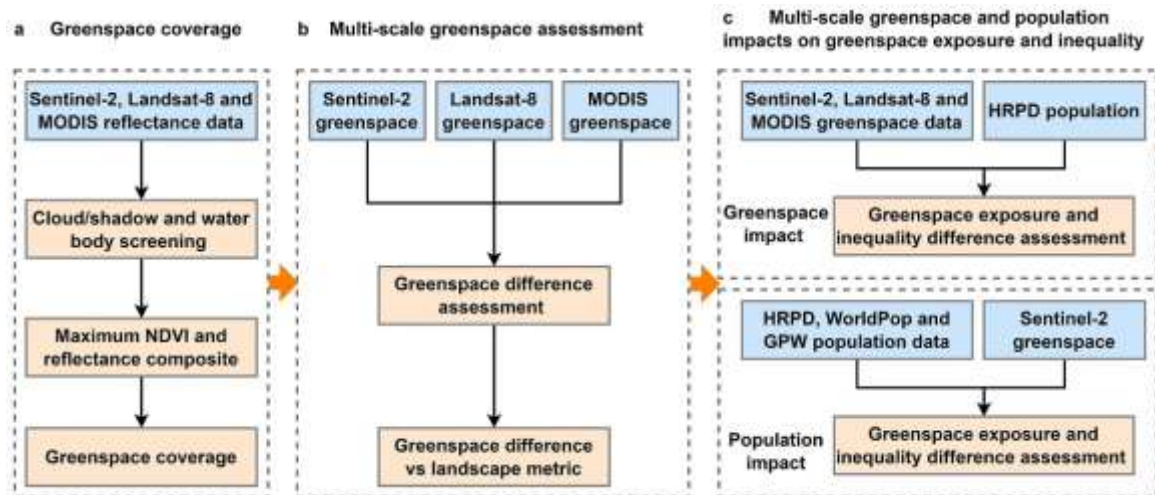 a Greenspace coverage
Sentinel-2, Landsat-8 and
MODIS reflectance data
Cloud/shadow and water
body screening
Maximum NDVI and
reflectance composite
Greenspace coverage
b Multi-scale greenspace assessment
Sentinel-2
greenspace
Landsat-8
greenspace
MODIS
greenspace
Greenspace difference
assessment
Greenspace difference
vs landscape metric
c Multi-scale greenspace and population
impacts on greenspace exposure and inequality
Sentinel-2, Landsat-8 and
MODIS greenspace data
HRPD population
Greenspace
impact
Greenspace exposure and
inequality difference assessment
HRPD, WorldPop and
GPW population data
Sentinel-2
greenspace
Population
impact
Greenspace exposure and
inequality difference assessment